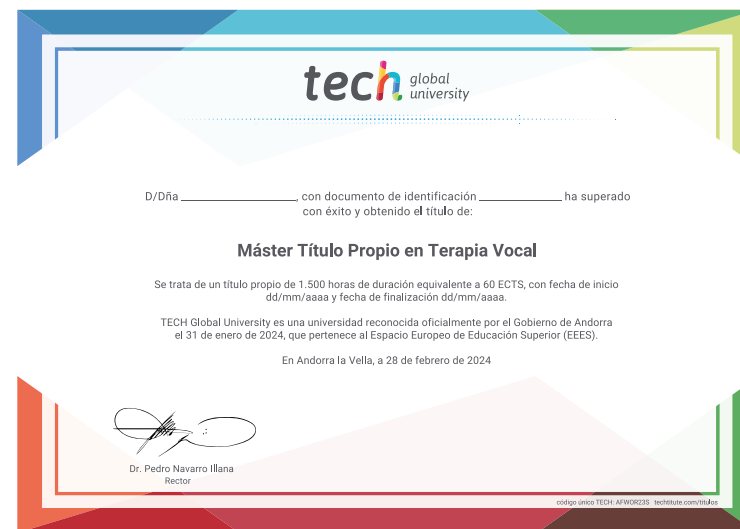 tech global university
D/Dña ____________, con documento de identificación ____________ ha superado
con éxito y obtenido el título de:
Máster Título Propio en Terapia Vocal
Se trata de un título propio de 1.500 horas de duración equivalente a 60 ECTS, con fecha de inicio
dd/mm/aaaa y fecha de finalización dd/mm/aaaa.
TECH Global University es una universidad reconocida oficialmente por el Gobierno de Andorra
el 31 de enero de 2024, que pertenece al Espacio Europeo de Educación Superior (EEES).
En Andorra la Vella, a 28 de febrero de 2024
Dr. Pedro Navarro Illana
Rector
código único TECH: AFWOR23S techtitute.com/titulos